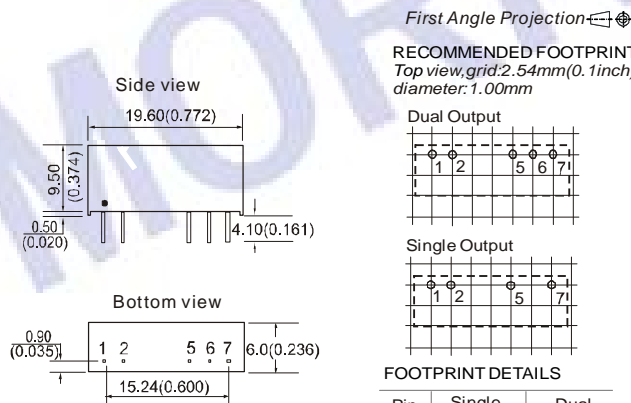 First Angle Projection
RECOMMENDED FOOTPRINT
Top view,grid:2.54mm(0.1inch)
diameter:1.00mm
Side view
19.60(0.772)
9.50
(0.374)
0.50
(0.020)
4.10(0.161)
Bottom view
0.90
(0.035)
1 2 5 6 7
6.0(0.236)
15.24(0.600)
Dual Output
1 2 5 6 7
Single Output
1 2 5 7
FOOTPRINT DETAILS
Pin Single Dual